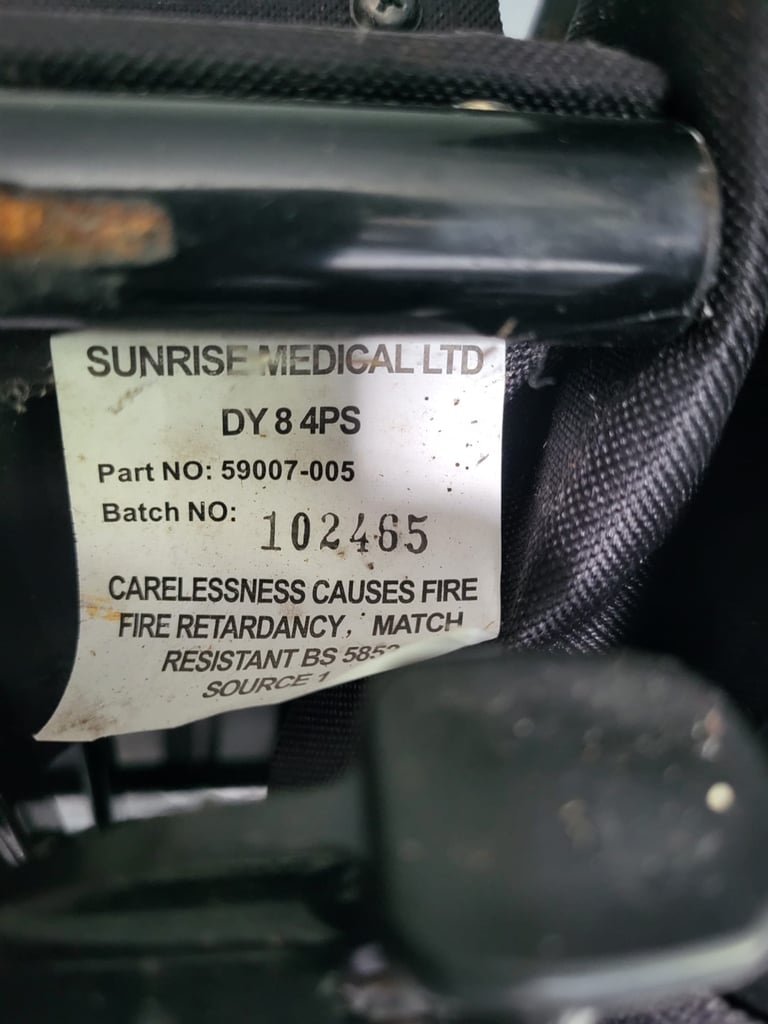 SUNRISE MEDICAL LTD
DY 8 4PS
Part NO: 59007-005
Batch NO: 102465
CARELESSNESS CAUSES FIRE
FIRE RETARDANCY, MATCH
RESISTANT BS
SOURCE 1